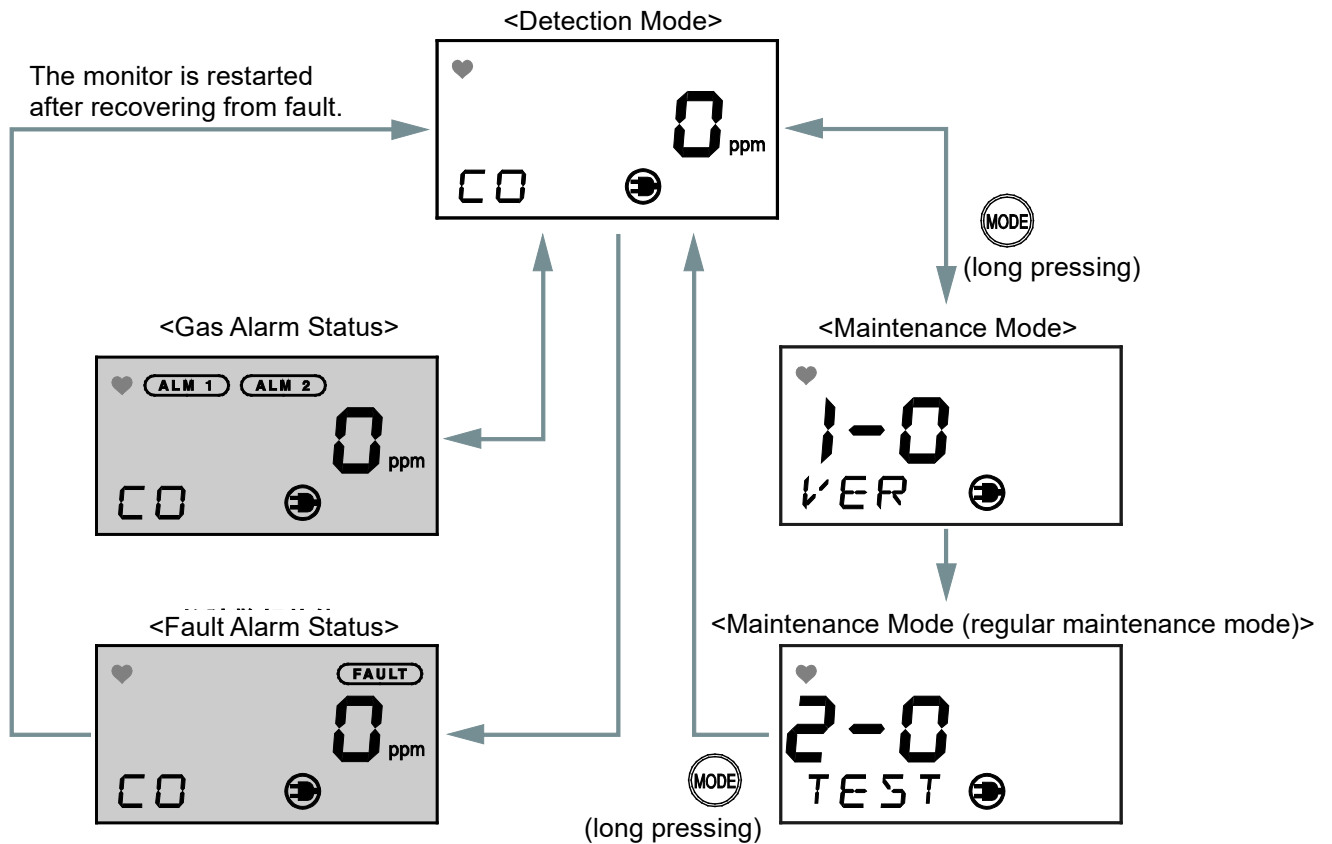 <Detection Mode>
The monitor is restarted
after recovering from fault.
0 ppm
CO
MODE
(long pressing)
<Gas Alarm Status>
ALM 1 ALM 2
0 ppm
CO
<Maintenance Mode>
1-0
VER
<Fault Alarm Status>
FAULT
0 ppm
CO
<Maintenance Mode (regular maintenance mode)>
2-0
TEST
MODE
(long pressing)